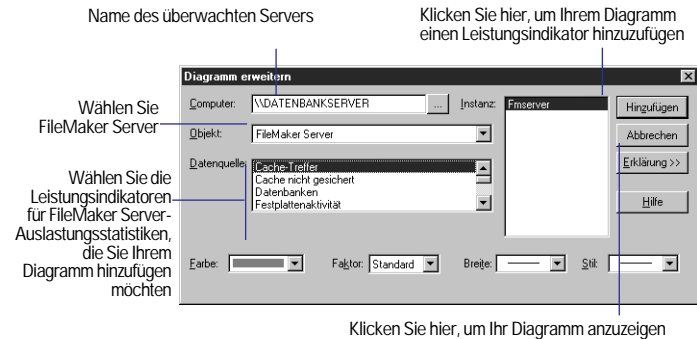 Name des überwachten Servers
Klicken Sie hier, um Ihrem Diagramm
einen Leistungsindikator hinzuzufügen
Diagramm erweitern
Computer: \\DATENBANKSERVER ... Instanz: Fmserver Hinzufügen
Wählen Sie
FileMaker Server
Objekt: FileMaker Server Abbrechen
Datenquelle: Cache-Treffer Erklärung >>
Cache nicht gesichert
Datenbanken Hilfe
Festplattenaktivität
Wählen Sie die
Leistungsindikatoren
für FileMaker Server-
Auslastungsstatistiken,
die Sie Ihrem
Diagramm hinzufügen
möchten
Farbe: Faktor: Standard Breite: Stil:
Klicken Sie hier, um Ihr Diagramm anzuzeigen